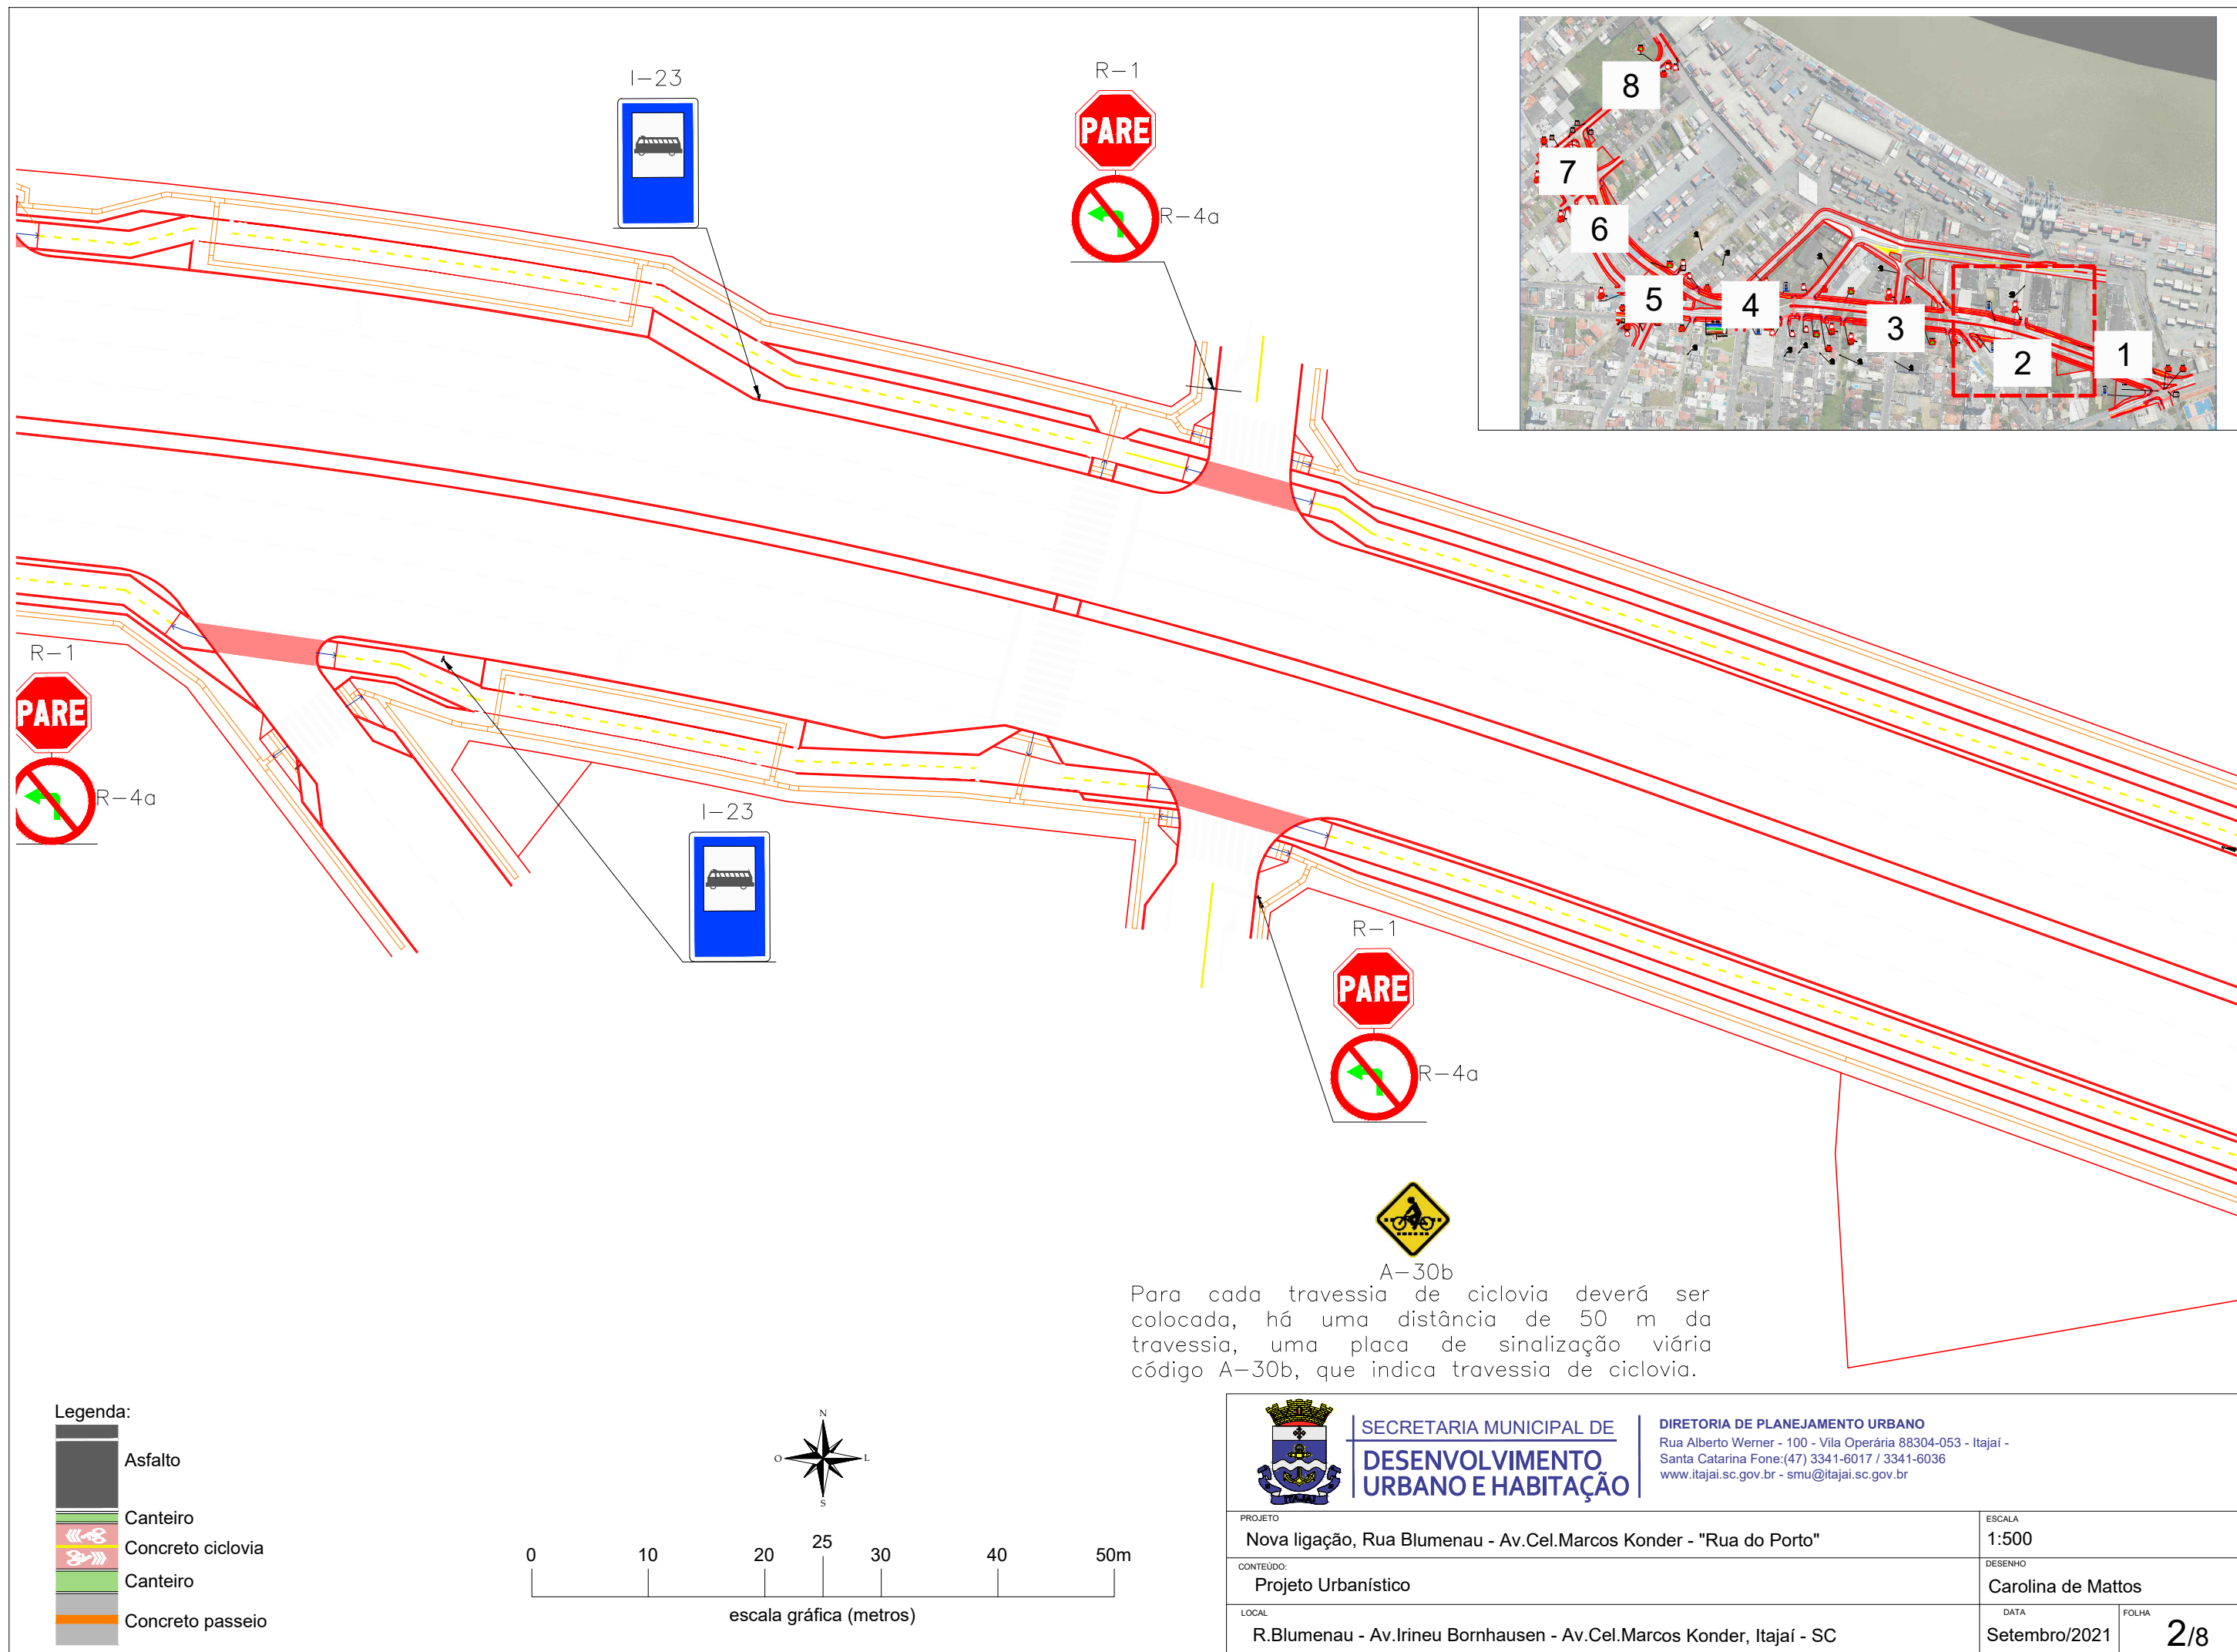 I-23
R-1
PARE
R-4a
8
7
6
5
4
3
2
1
R-1
PARE
R-4a
I-23
R-1
PARE
R-4a
A-30b
Para cada travessia de ciclovia deverá ser
colocada, há uma distância de 50 m da
travessia, uma placa de sinalização viária
código A-30b, que indica travessia de ciclovia.
Legenda:
Asfalto
Canteiro
Concreto ciclovia
Canteiro
Concreto passeio
N
O
L
S
0 10 20 25 30 40 50m
escala gráfica (metros)
ITAJAÍ
SECRETARIA MUNICIPAL DE
DESENVOLVIMENTO
URBANO E HABITAÇÃO
DIRETORIA DE PLANEJAMENTO URBANO
Rua Alberto Werner - 100 - Vila Operária 88304-053 - Itajaí -
Santa Catarina Fone:(47) 3341-6017 / 3341-6036
www.itajai.sc.gov.br - smu@itajai.sc.gov.br
PROJETO
Nova ligação, Rua Blumenau - Av.Cel.Marcos Konder - "Rua do Porto"
ESCALA
1:500
CONTEÚDO:
Projeto Urbanístico
DESENHO
Carolina de Mattos
LOCAL
R.Blumenau - Av.Irineu Bornhausen - Av.Cel.Marcos Konder, Itajaí - SC
DATA
Setembro/2021
FOLHA
2/8